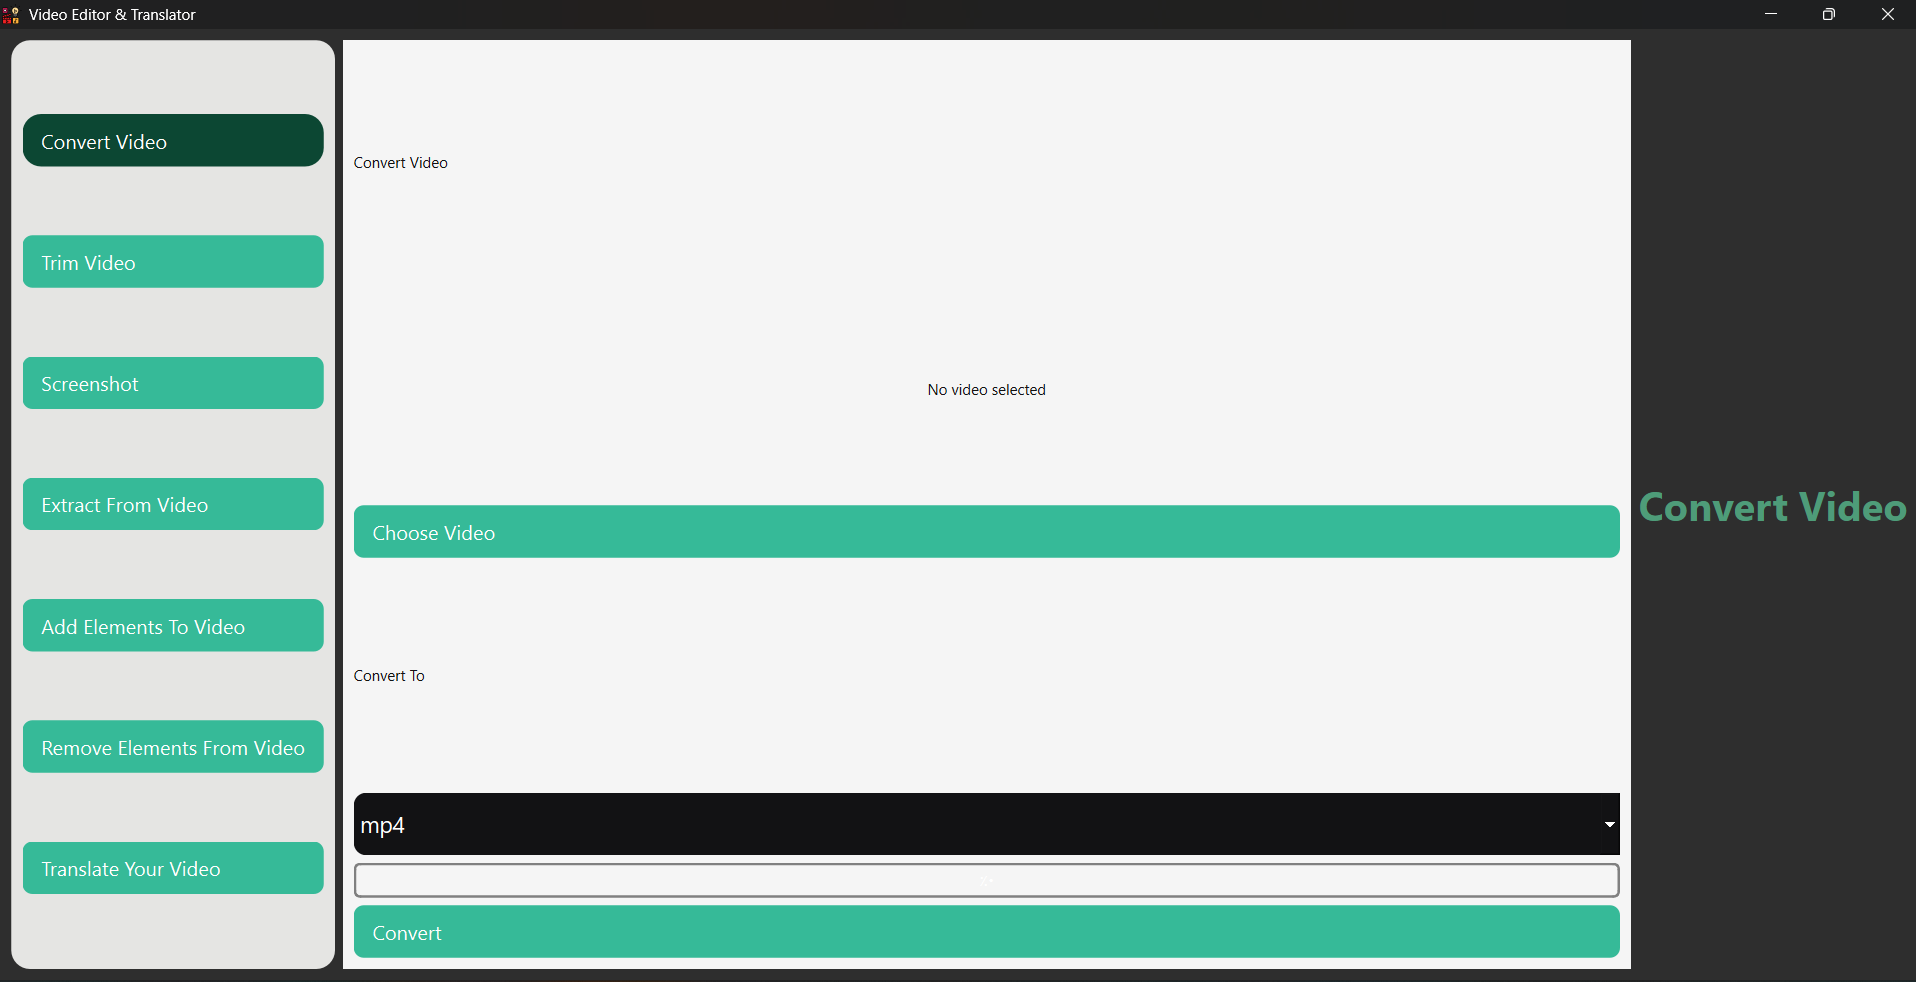 Video Editor & Translator
Convert Video
Trim Video
Screenshot
Extract From Video
Add Elements To Video
Remove Elements From Video
Translate Your Video
Convert Video
No video selected
Choose Video
Convert To
mp4
Convert
Convert Video